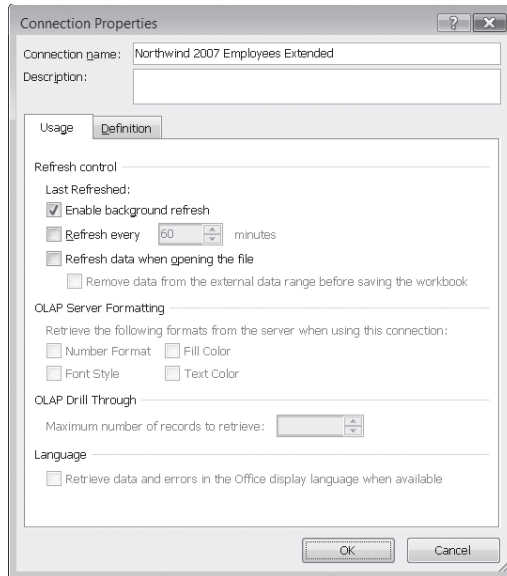 Connection Properties
Connection name: Northwind 2007 Employees Extended
Description:
Usage Definition
Refresh control
Last Refreshed:
Enable background refresh
Refresh every 60 minutes
Refresh data when opening the file
Remove data from the external data range before saving the workbook
OLAP Server Formatting
Retrieve the following formats from the server when using this connection:
Number Format Fill Color
Font Style Text Color
OLAP Drill Through
Maximum number of records to retrieve:
Language
Retrieve data and errors in the Office display language when available
OK Cancel